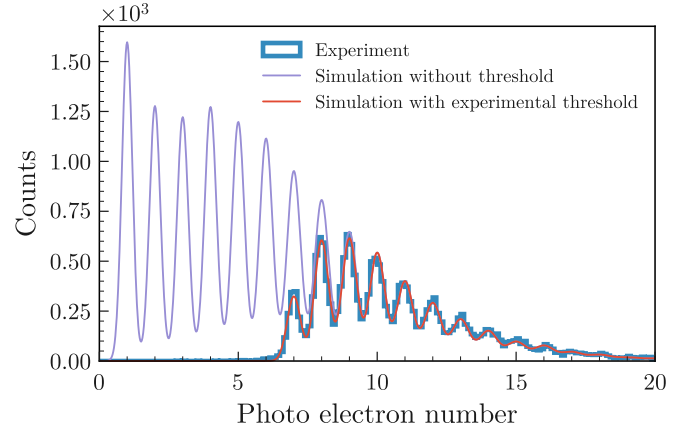 ×10³
Experiment
Simulation without threshold
Simulation with experimental threshold
1.50
1.25
1.00
0.75
0.50
0.25
0.00
Counts
0 5 10 15 20
Photo electron number